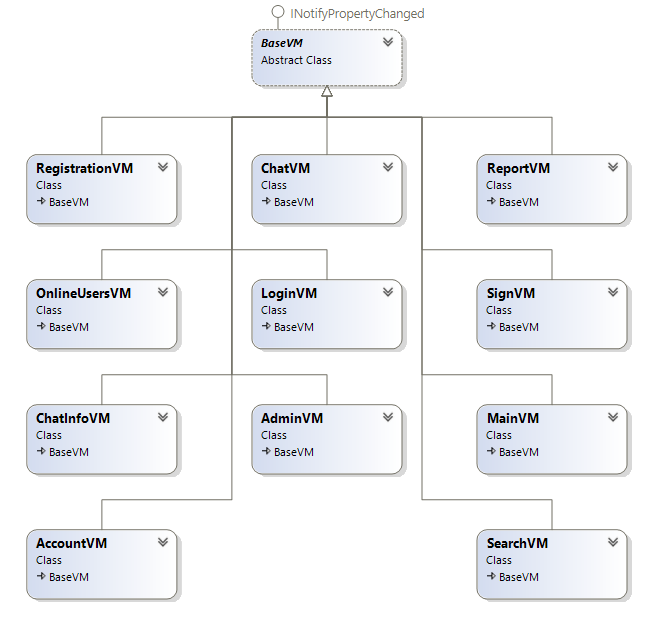 INotifyPropertyChanged
BaseVM
Abstract Class
RegistrationVM
Class
BaseVM
ChatVM
Class
BaseVM
ReportVM
Class
BaseVM
OnlineUsersVM
Class
BaseVM
LoginVM
Class
BaseVM
SignVM
Class
BaseVM
ChatInfoVM
Class
BaseVM
AdminVM
Class
BaseVM
MainVM
Class
BaseVM
AccountVM
Class
BaseVM
SearchVM
Class
BaseVM